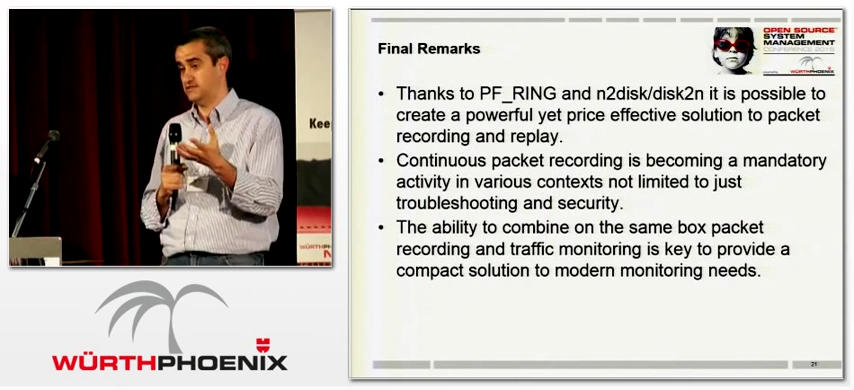 Kee
WÜRTHPHOENIX
N
WÜRTHPHOENIX
Final Remarks
OPEN SOURCE
SYSTEM
MANAGEMENT
WÜRTHPHOENIX
• Thanks to PF_RING and n2disk/disk2n it is possible to
create a powerful yet price effective solution to packet
recording and replay.
• Continuous packet recording is becoming a mandatory
activity in various contexts not limited to just
troubleshooting and security.
• The ability to combine on the same box packet
recording and traffic monitoring is key to provide a
compact solution to modern monitoring needs.
21